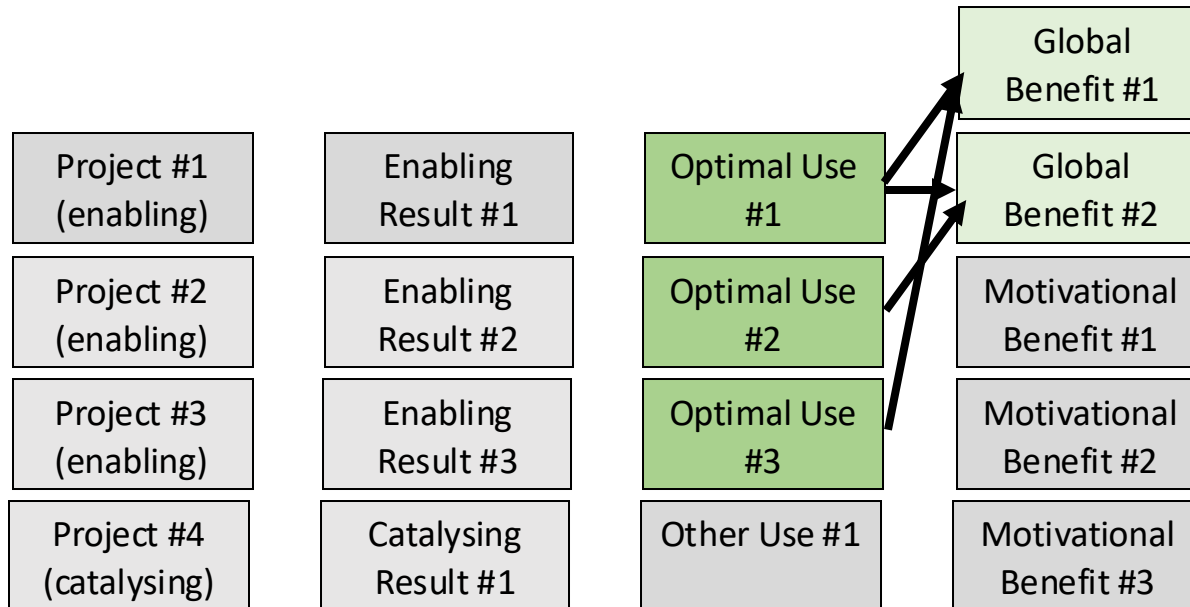 Global
Benefit #1
Project #1
(enabling)
Enabling
Result #1
Optimal Use
#1
Global
Benefit #2
Project #2
(enabling)
Enabling
Result #2
Optimal Use
#2
Motivational
Benefit #1
Project #3
(enabling)
Enabling
Result #3
Optimal Use
#3
Motivational
Benefit #2
Project #4
(catalysing)
Catalysing
Result #1
Other Use #1
Motivational
Benefit #3